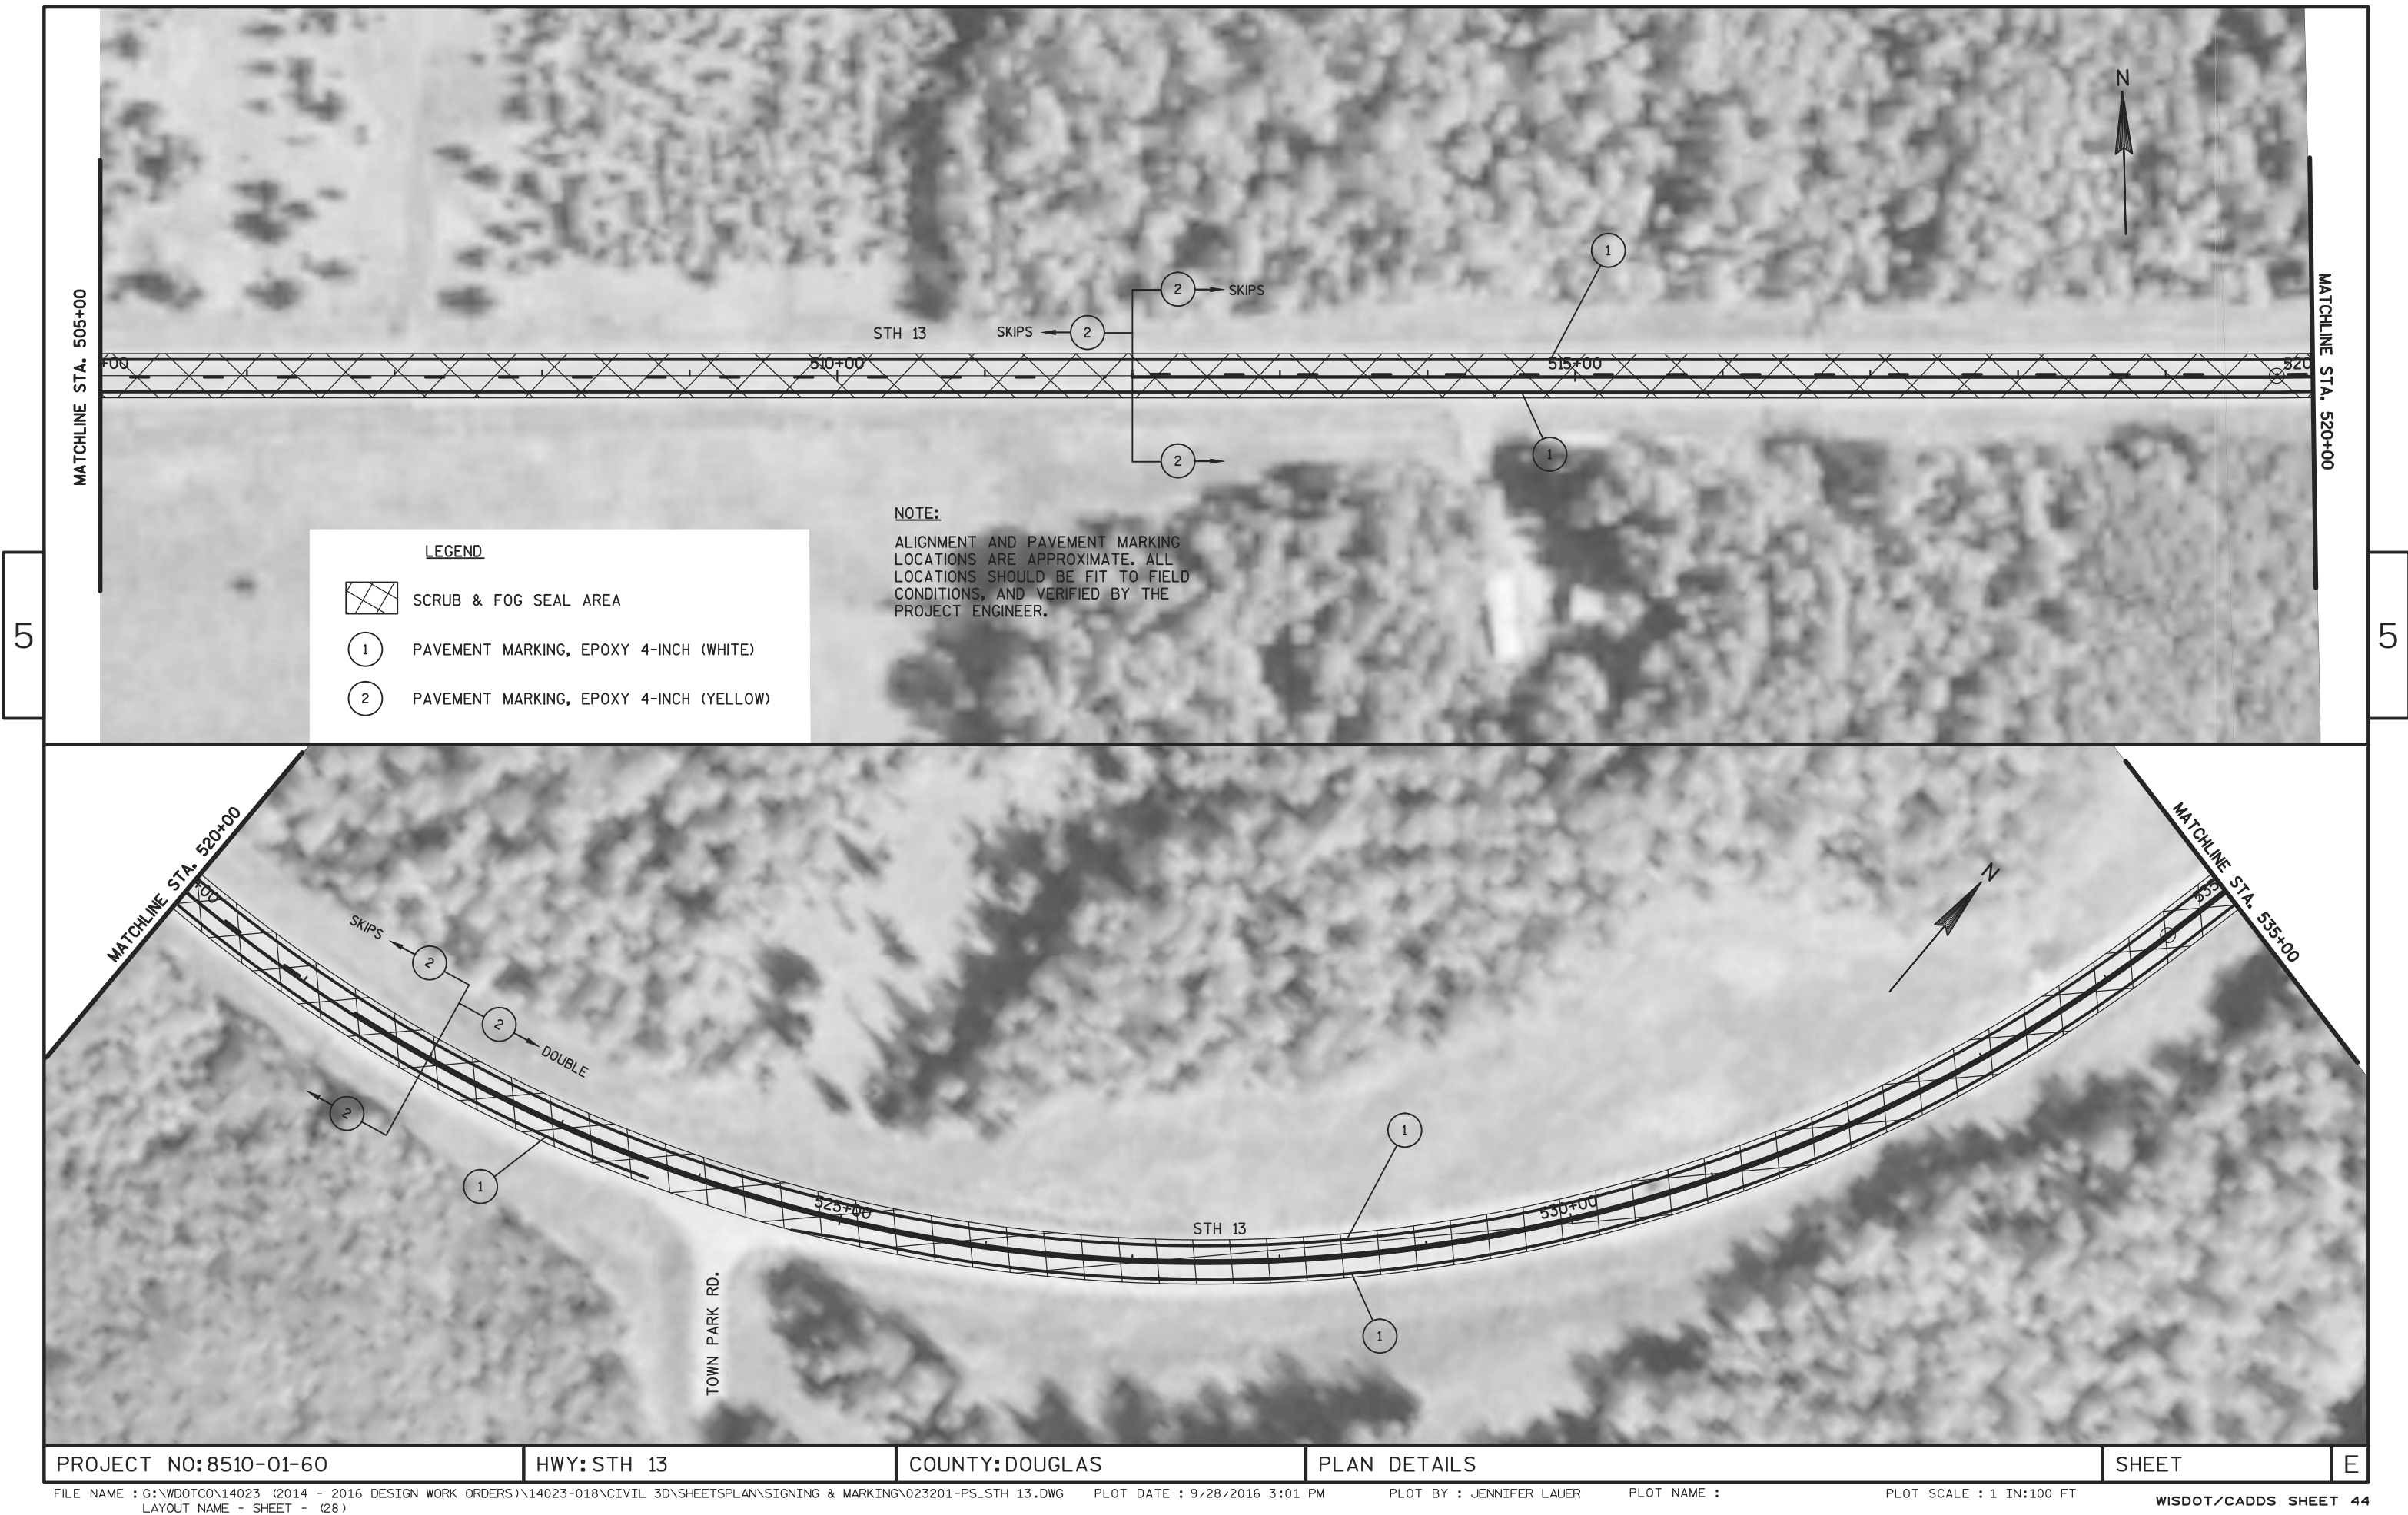 N
1
2 SKIPS
SKIPS 2
STH 13
MATCHLINE STA. 505+00
+00
510+00
515+00
520
MATCHLINE STA. 520+00
2
1
NOTE:
ALIGNMENT AND PAVEMENT MARKING
LOCATIONS ARE APPROXIMATE. ALL
LOCATIONS SHOULD BE FIT TO FIELD
CONDITIONS, AND VERIFIED BY THE
PROJECT ENGINEER.
LEGEND
SCRUB & FOG SEAL AREA
1 PAVEMENT MARKING, EPOXY 4-INCH (WHITE)
2 PAVEMENT MARKING, EPOXY 4-INCH (YELLOW)
5
5
MATCHLINE STA. 520+00
+00
SKIPS 2
2 DOUBLE
2
1
N
MATCHLINE STA. 535+00
1
525+00
STH 13
530+00
TOWN PARK RD.
1
PROJECT NO:8510-01-60 HWY:STH 13 COUNTY:DOUGLAS PLAN DETAILS SHEET E
FILE NAME : G:\WDOTCO\14023 (2014 - 2016 DESIGN WORK ORDERS)\14023-018\CIVIL 3D\SHEETSPLAN\SIGNING & MARKING\023201-PS_STH 13.DWG PLOT DATE : 9/28/2016 3:01 PM PLOT BY : JENNIFER LAUER PLOT NAME : PLOT SCALE : 1 IN:100 FT
LAYOUT NAME - SHEET - (28)
WISDOT/CADDS SHEET 44